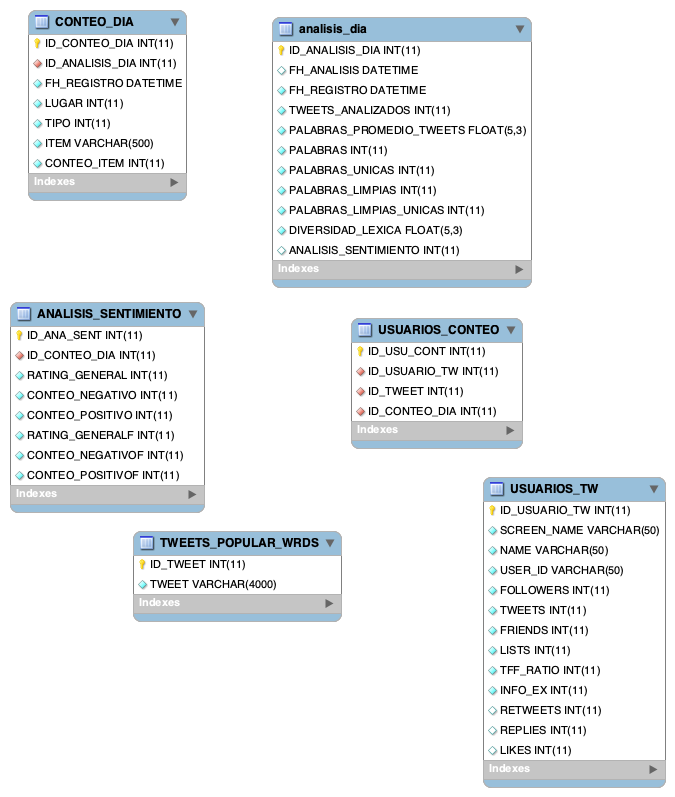 CONTEO_DIA
ID_CONTEO_DIA INT(11)
ID_ANALISIS_DIA INT(11)
FH_REGISTRO DATETIME
LUGAR INT(11)
TIPO INT(11)
ITEM VARCHAR(500)
CONTEO_ITEM INT(11)
Indexes
analisis_dia
ID_ANALISIS_DIA INT(11)
FH_ANALISIS DATETIME
FH_REGISTRO DATETIME
TWEETS_ANALIZADOS INT(11)
PALABRAS_PROMEDIO_TWEETS FLOAT(5,3)
PALABRAS INT(11)
PALABRAS_UNICAS INT(11)
PALABRAS_LIMPIAS INT(11)
PALABRAS_LIMPIAS_UNICAS INT(11)
DIVERSIDAD_LEXICA FLOAT(5,3)
ANALISIS_SENTIMIENTO INT(11)
Indexes
ANALISIS_SENTIMIENTO
ID_ANA_SENT INT(11)
ID_CONTEO_DIA INT(11)
RATING_GENERAL INT(11)
CONTEO_NEGATIVO INT(11)
CONTEO_POSITIVO INT(11)
RATING_GENERALF INT(11)
CONTEO_NEGATIVOF INT(11)
CONTEO_POSITIVOF INT(11)
Indexes
USUARIOS_CONTEO
ID_USU_CONT INT(11)
ID_USUARIO_TW INT(11)
ID_TWEET INT(11)
ID_CONTEO_DIA INT(11)
Indexes
TWEETS_POPULAR_WRDS
ID_TWEET INT(11)
TWEET VARCHAR(4000)
Indexes
USUARIOS_TW
ID_USUARIO_TW INT(11)
SCREEN_NAME VARCHAR(50)
NAME VARCHAR(50)
USER_ID VARCHAR(50)
FOLLOWERS INT(11)
TWEETS INT(11)
FRIENDS INT(11)
LISTS INT(11)
TFF_RATIO INT(11)
INFO_EX INT(11)
RETWEETS INT(11)
REPLIES INT(11)
LIKES INT(11)
Indexes